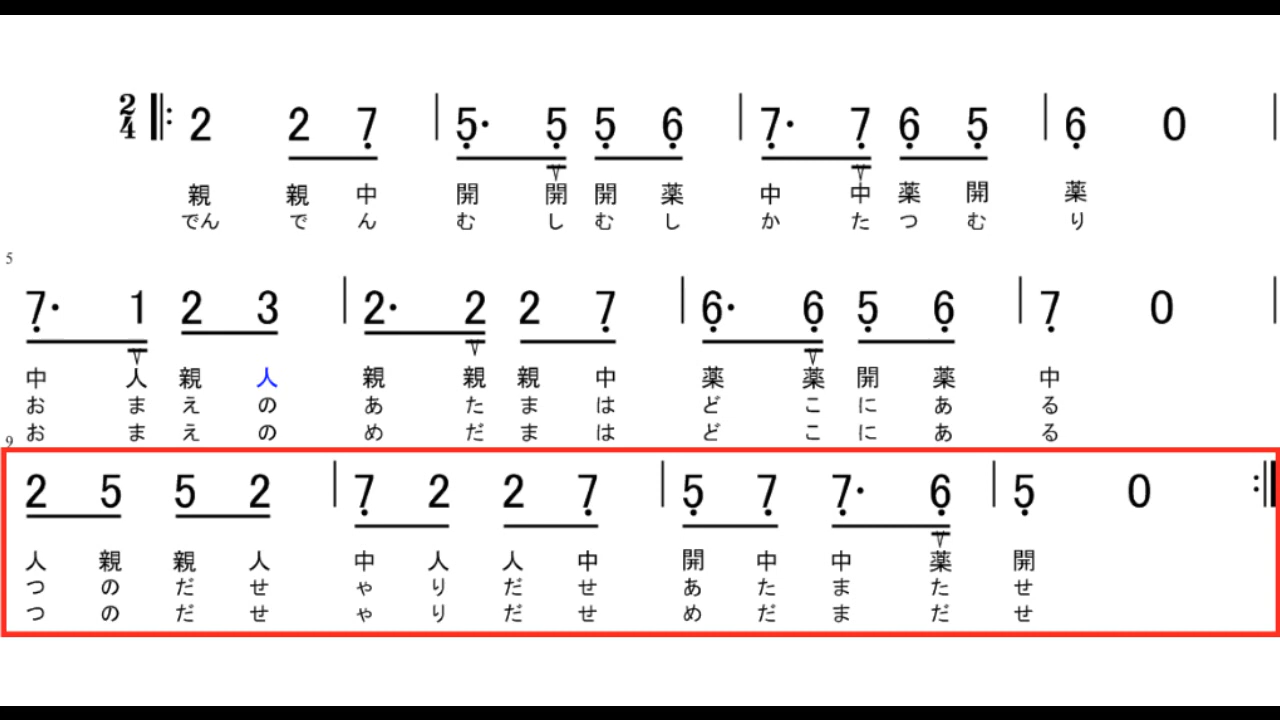 2/4 2 2 7 5· 5 5 6 7· 7 6 5 6 0
親 親 中 開 開 開 薬 中 中 薬 開 薬
でん で ん む し む し か た つ む り
5
7· 1 2 3 2· 2 2 7 6· 6 5 6 7 0
中 人 親 人 親 親 親 中 薬 薬 開 薬 中
お ま え の あ た ま は ど こ に あ る
お ま え の め だ ま は ど こ に あ る
9
2 5 5 2 7 2 2 7 5 7 7· 6 5 0
人 親 親 人 中 人 人 中 開 中 中 薬 開
つ の だ せ ゃ り だ せ あ た ま た せ
つ の だ せ ゃ り だ せ め だ ま だ せ